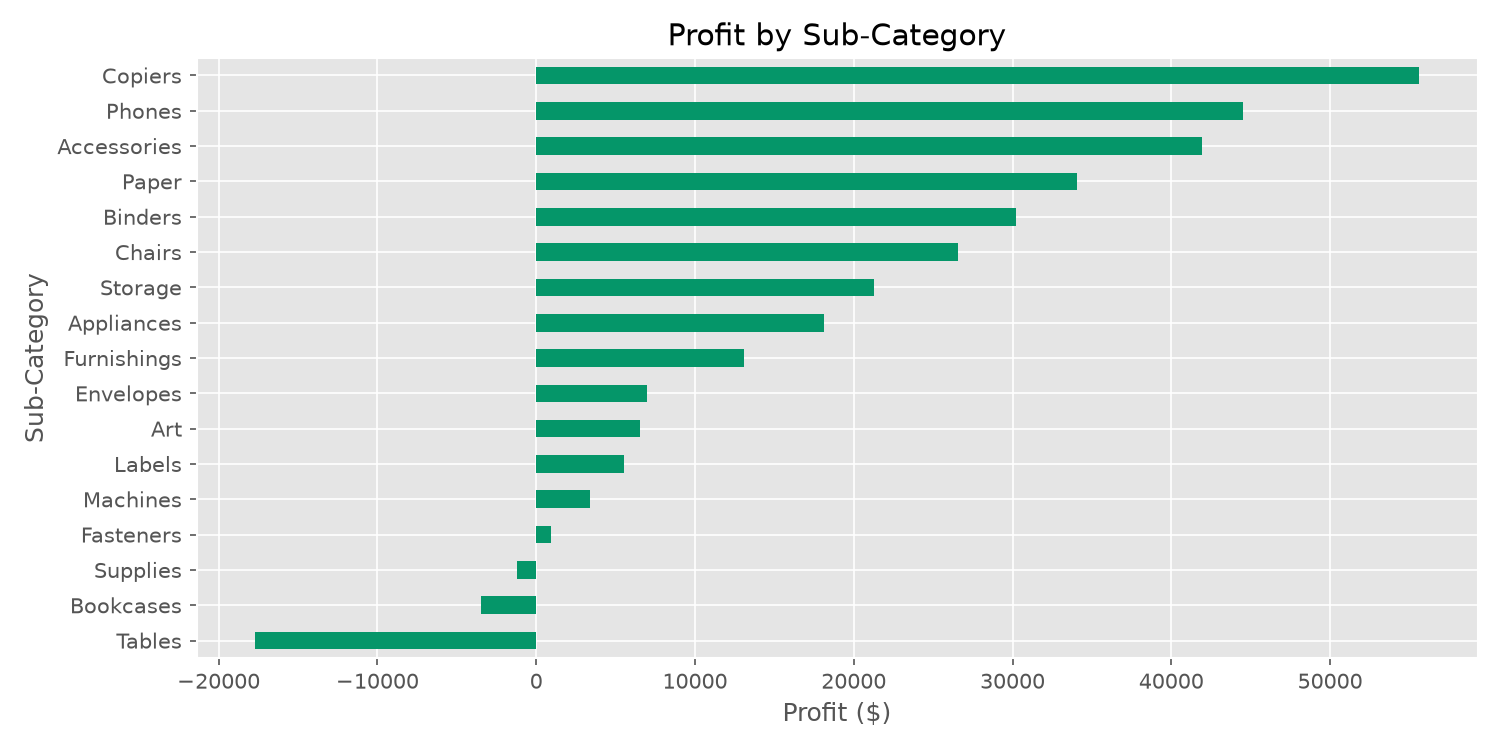 Profit by Sub-Category
Copiers
Phones
Accessories
Paper
Binders
Chairs
Storage
Appliances
Furnishings
Envelopes
Art
Labels
Machines
Fasteners
Supplies
Bookcases
Tables
Sub-Category
−20000 −10000 0 10000 20000 30000 40000 50000
Profit ($)